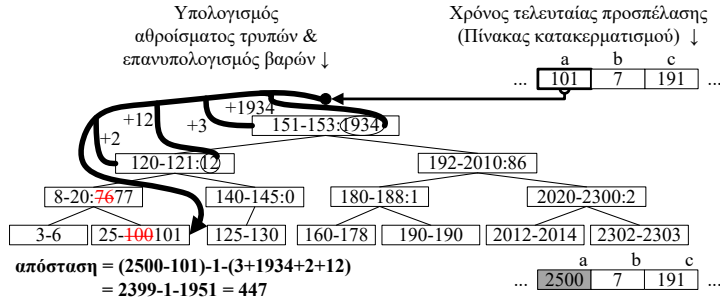 Υπολογισμός
αθροίσματος τρυπών &
επανυπολογισμός βαρών ↓
Χρόνος τελευταίας προσπέλασης
(Πίνακας κατακερματισμού) ↓
a b c
... 101 7 191 ...
+1934
+12
+3
+2
151-153:1934
120-121:12
192-2010:86
8-20:7677
140-145:0
180-188:1
2020-2300:2
3-6
25-100101
125-130
160-178
190-190
2012-2014
2302-2303
απόσταση = (2500-101)-1-(3+1934+2+12)
= 2399-1-1951 = 447
a b c
... 2500 7 191 ...